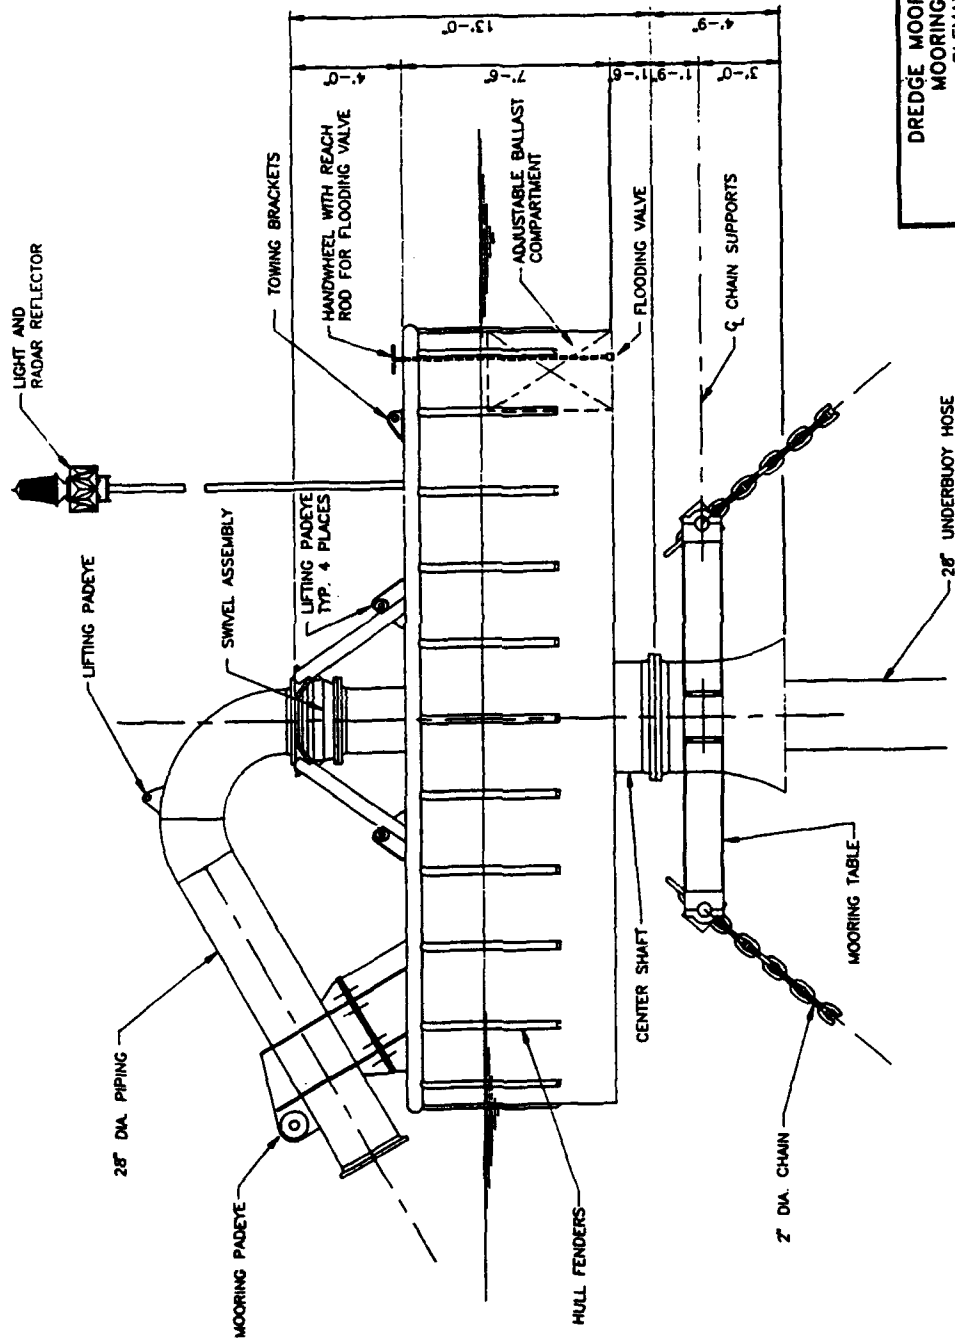 LIGHT AND
RADAR REFLECTOR
LIFTING PADEYE
SWIVEL ASSEMBLY
TOWING BRACKETS
LIFTING PADEYE
TYP. 4 PLACES
HANDWHEEL WITH REACH
ROD FOR FLOODING VALVE
28" DIA. PIPING
MOORING PADEYE
ADJUSTABLE BALLAST
COMPARTMENT
FLOODING VALVE
HULL FENDERS
CENTER SHAFT
℄ CHAIN SUPPORTS
2" DIA. CHAIN
MOORING TABLE
28" UNDERBUOY HOSE
13'-0"
4'-9"
4'-0"
7'-6"
1'-6"
1'-9"
3'-0"
DREDGE MOOR
MOORING